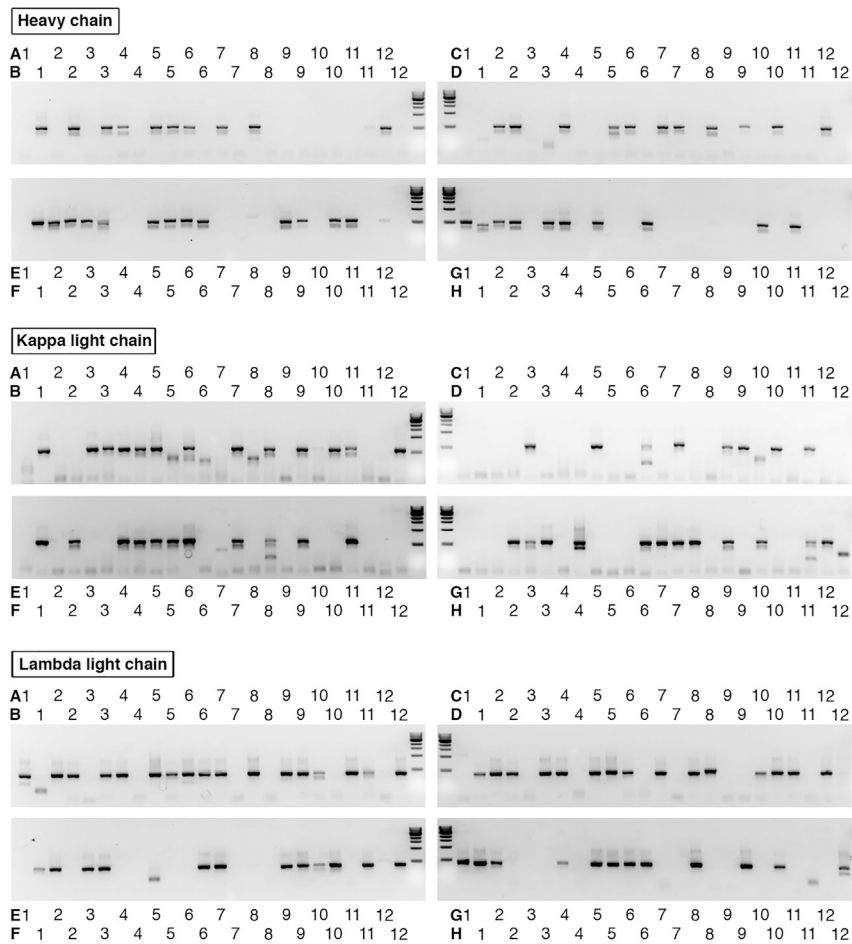 Heavy chain
A1 2 3 4 5 6 7 8 9 10 11 12 C1 2 3 4 5 6 7 8 9 10 11 12
B 1 2 3 4 5 6 7 8 9 10 11 12 D 1 2 3 4 5 6 7 8 9 10 11 12
E1 2 3 4 5 6 7 8 9 10 11 12 G1 2 3 4 5 6 7 8 9 10 11 12
F 1 2 3 4 5 6 7 8 9 10 11 12 H 1 2 3 4 5 6 7 8 9 10 11 12
Kappa light chain
A1 2 3 4 5 6 7 8 9 10 11 12 C1 2 3 4 5 6 7 8 9 10 11 12
B 1 2 3 4 5 6 7 8 9 10 11 12 D 1 2 3 4 5 6 7 8 9 10 11 12
E1 2 3 4 5 6 7 8 9 10 11 12 G1 2 3 4 5 6 7 8 9 10 11 12
F 1 2 3 4 5 6 7 8 9 10 11 12 H 1 2 3 4 5 6 7 8 9 10 11 12
Lambda light chain
A1 2 3 4 5 6 7 8 9 10 11 12 C1 2 3 4 5 6 7 8 9 10 11 12
B 1 2 3 4 5 6 7 8 9 10 11 12 D 1 2 3 4 5 6 7 8 9 10 11 12
E1 2 3 4 5 6 7 8 9 10 11 12 G1 2 3 4 5 6 7 8 9 10 11 12
F 1 2 3 4 5 6 7 8 9 10 11 12 H 1 2 3 4 5 6 7 8 9 10 11 12